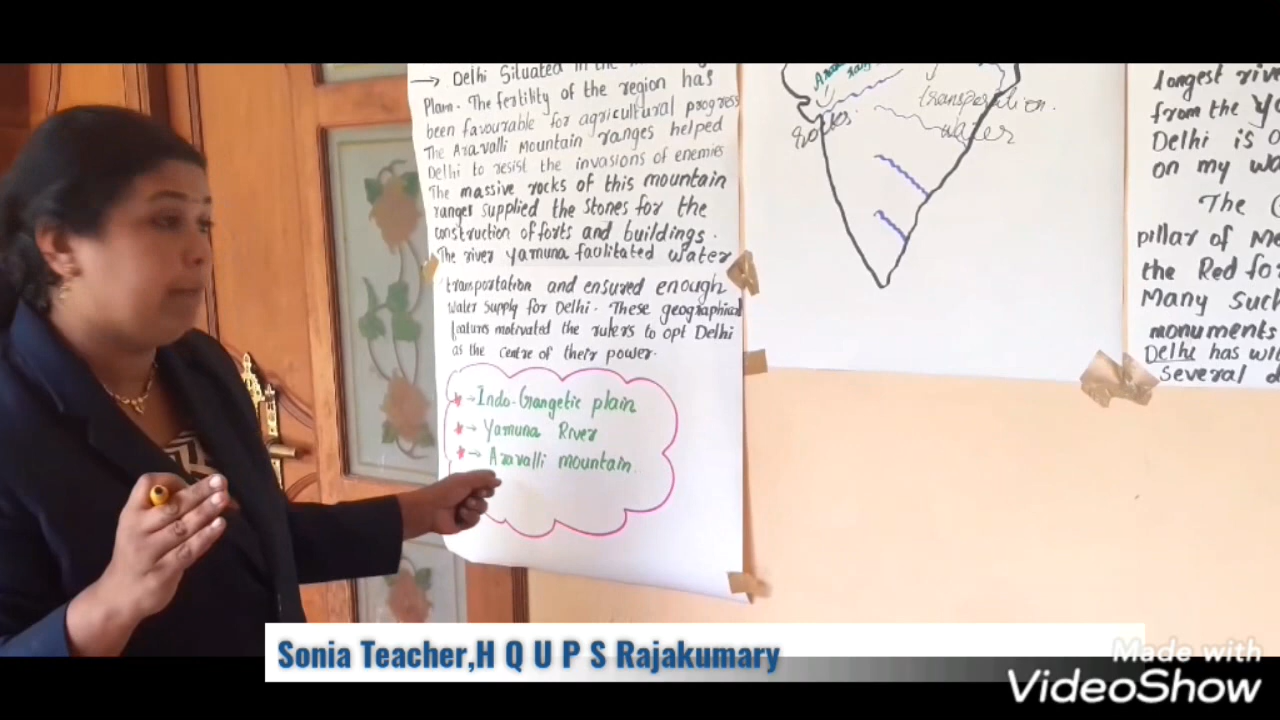 → Delhi Situated in the
Plain. The fertility of the region has
been favourable for agricultural progress
The Aravalli Mountain ranges helped
Delhi to resist the invasions of enemies
The massive rocks of this mountain
ranges supplied the stones for the
construction of forts and buildings.
The river yamuna facilitated water
transportation and ensured enough
water supply for Delhi. These geographical
features motivated the rulers to opt Delhi
as the centre of their power.
→ Indo-Gangetic plain
→ Yamuna River
→ Aravalli mountain
rocks.
transportation.
water
longest rive
from the
Delhi is
on my wa
The
pillar of Me
the Red fo
Many such
monuments
Delhi has wi
several d
Sonia Teacher,H Q U P S Rajakumary
Made with
VideoShow